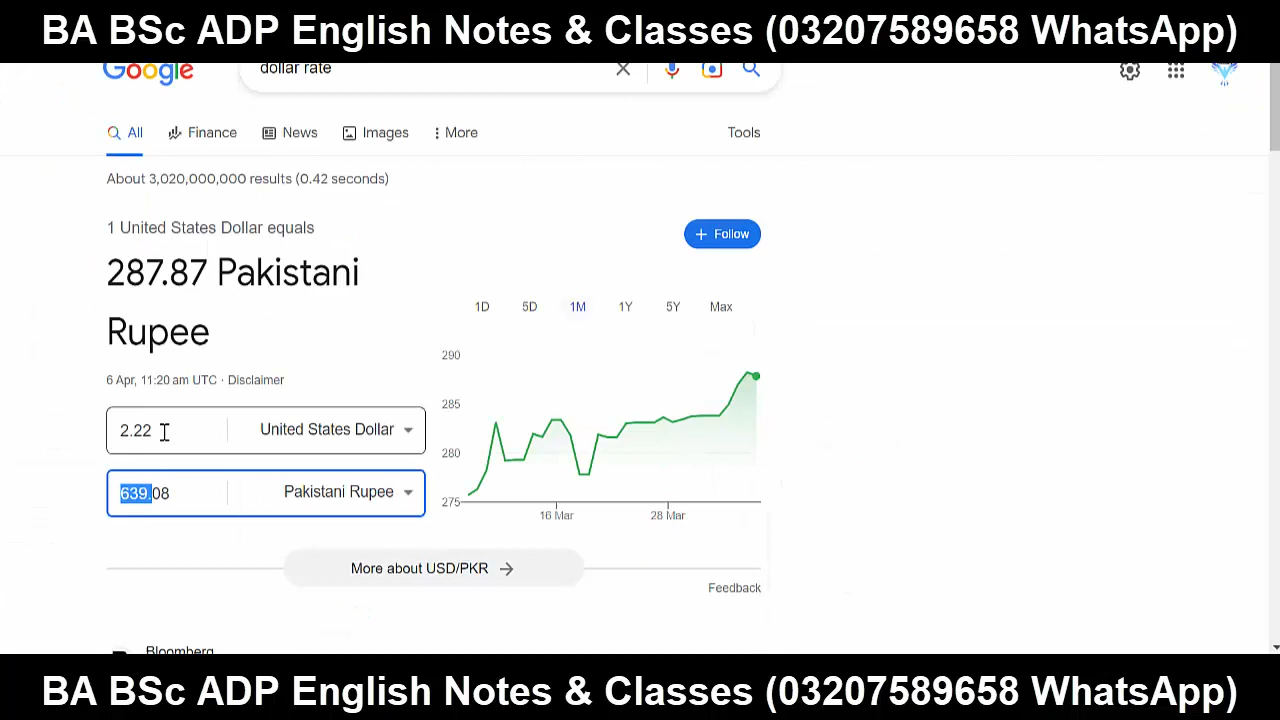 BA BSc ADP English Notes & Classes (03207589658 WhatsApp)
Google
dollar rate
All Finance News Images More Tools
About 3,020,000,000 results (0.42 seconds)
1 United States Dollar equals
Follow
287.87 Pakistani
Rupee
6 Apr, 11:20 am UTC · Disclaimer
2.22 United States Dollar
639.08 Pakistani Rupee
1D 5D 1M 1Y 5Y Max
290
285
280
275
16 Mar 28 Mar
More about USD/PKR
Feedback
Bloomberg
BA BSc ADP English Notes & Classes (03207589658 WhatsApp)